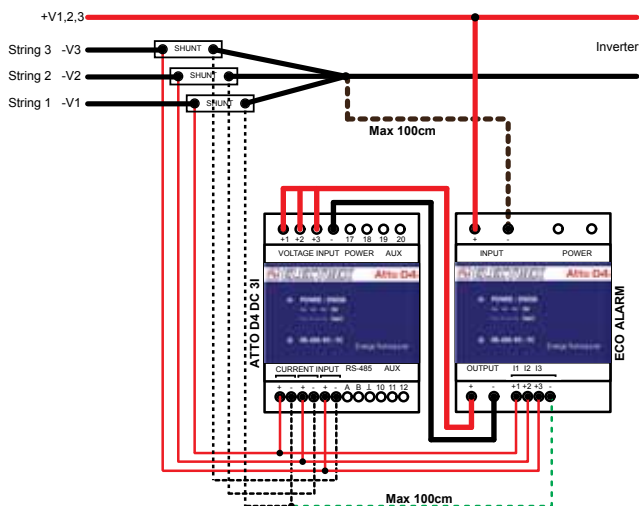 +V1,2,3
String 3 -V3
SHUNT
Inverter
String 2 -V2
SHUNT
String 1 -V1
SHUNT
Max 100cm
+1 +2 +3 - 17 18 19 20
VOLTAGE INPUT POWER AUX
Atto D4
ATTO D4 DC 3I
CURRENT INPUT RS-485 AUX
+ - + - + - A B ⊥ 10 11 12
+ -
INPUT POWER
Atto D4
ECO ALARM
OUTPUT I1 I2 I3
+ - +1 +2 +3 -
Max 100cm